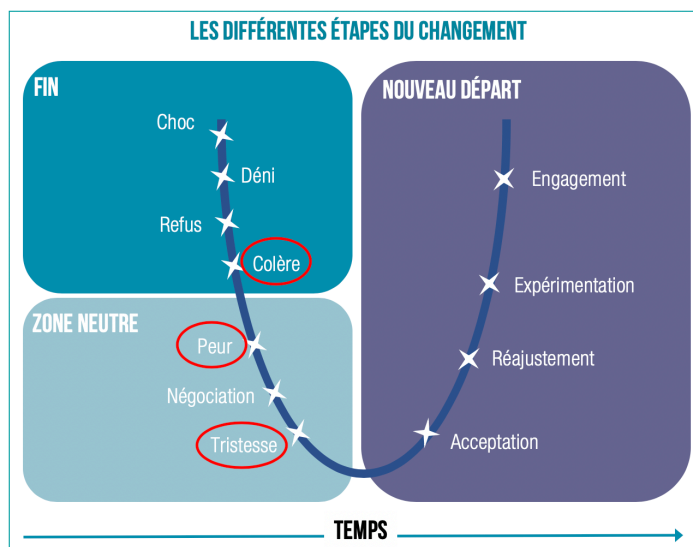 LES DIFFÉRENTES ÉTAPES DU CHANGEMENT
FIN
Choc
Déni
Refus
Colère
ZONE NEUTRE
Peur
Négociation
Tristesse
NOUVEAU DÉPART
Engagement
Expérimentation
Réajustement
Acceptation
TEMPS